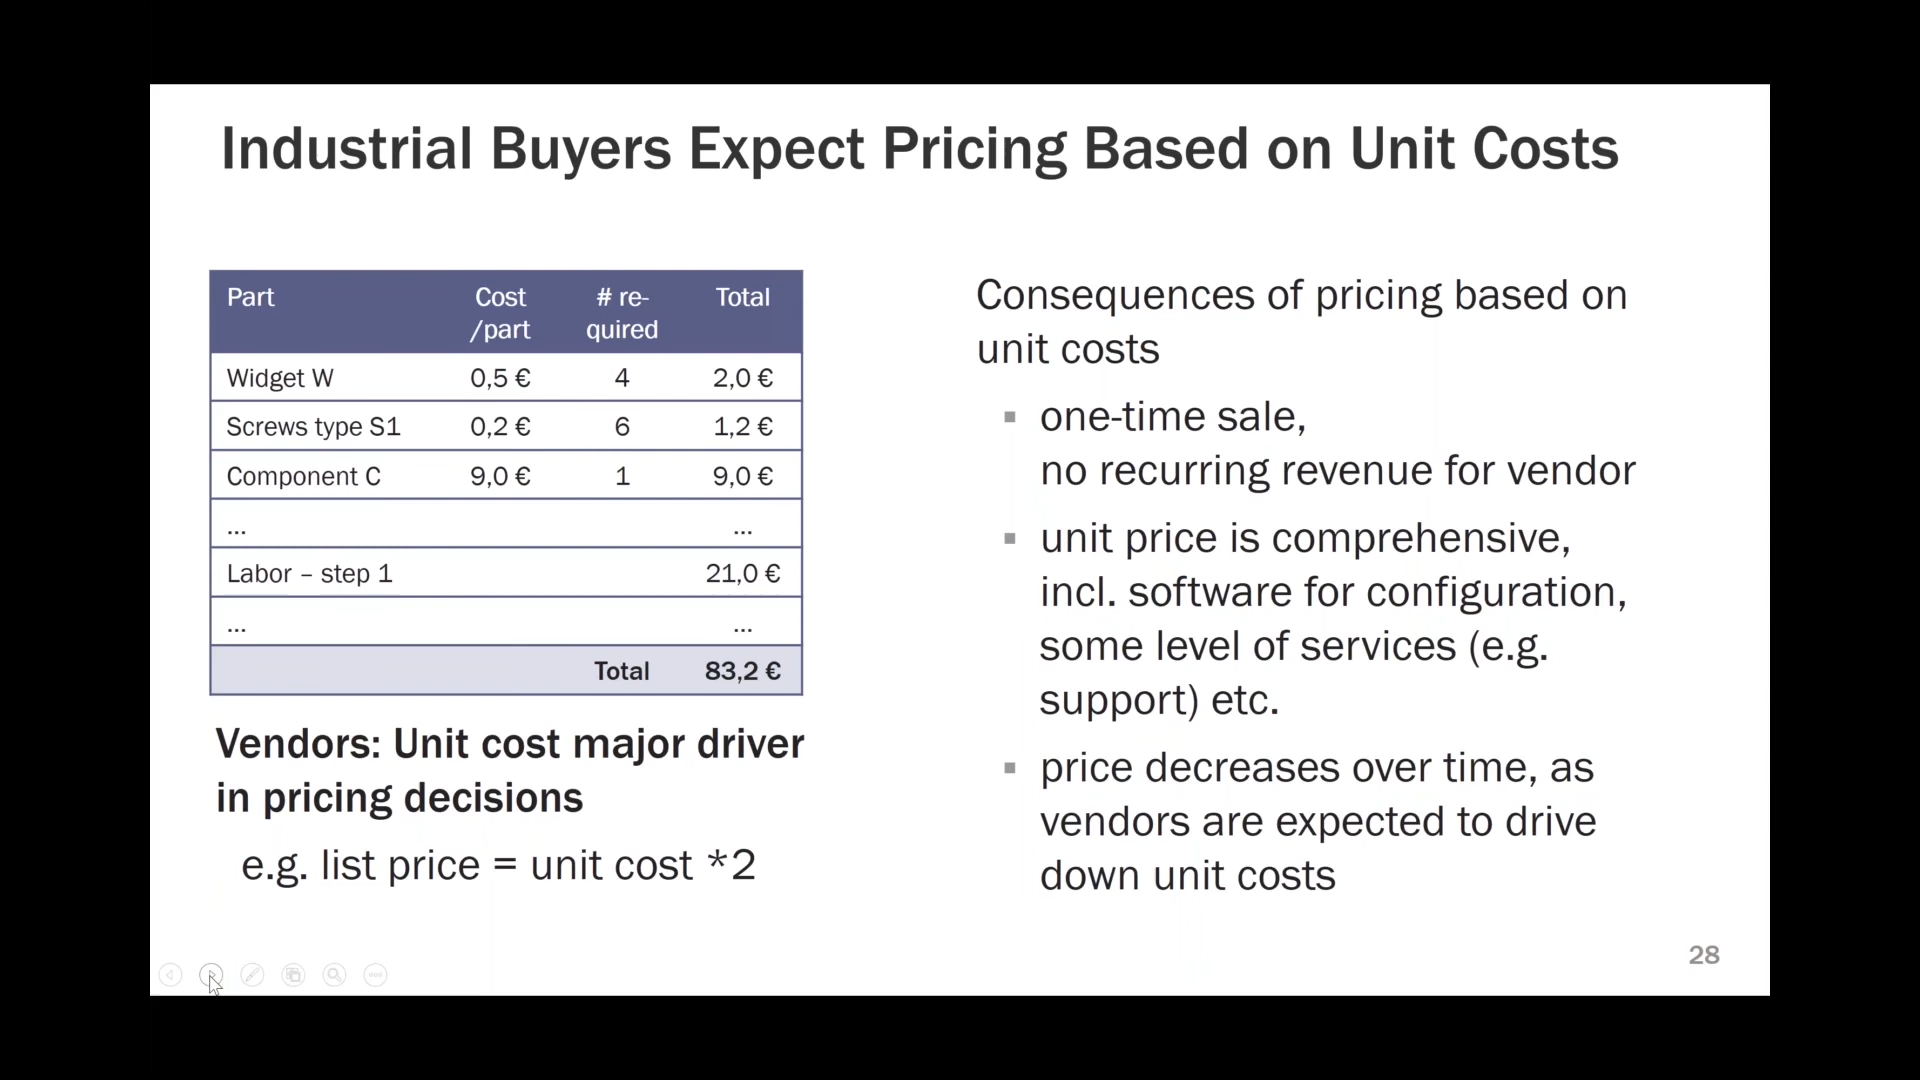 Industrial Buyers Expect Pricing Based on Unit Costs
Part Cost /part # re-quired Total
Widget W 0,5 € 4 2,0 €
Screws type S1 0,2 € 6 1,2 €
Component C 9,0 € 1 9,0 €
... ...
Labor – step 1 21,0 €
... ...
Total 83,2 €
Vendors: Unit cost major driver
in pricing decisions
e.g. list price = unit cost *2
Consequences of pricing based on
unit costs
▪ one-time sale,
no recurring revenue for vendor
▪ unit price is comprehensive,
incl. software for configuration,
some level of services (e.g.
support) etc.
▪ price decreases over time, as
vendors are expected to drive
down unit costs
28